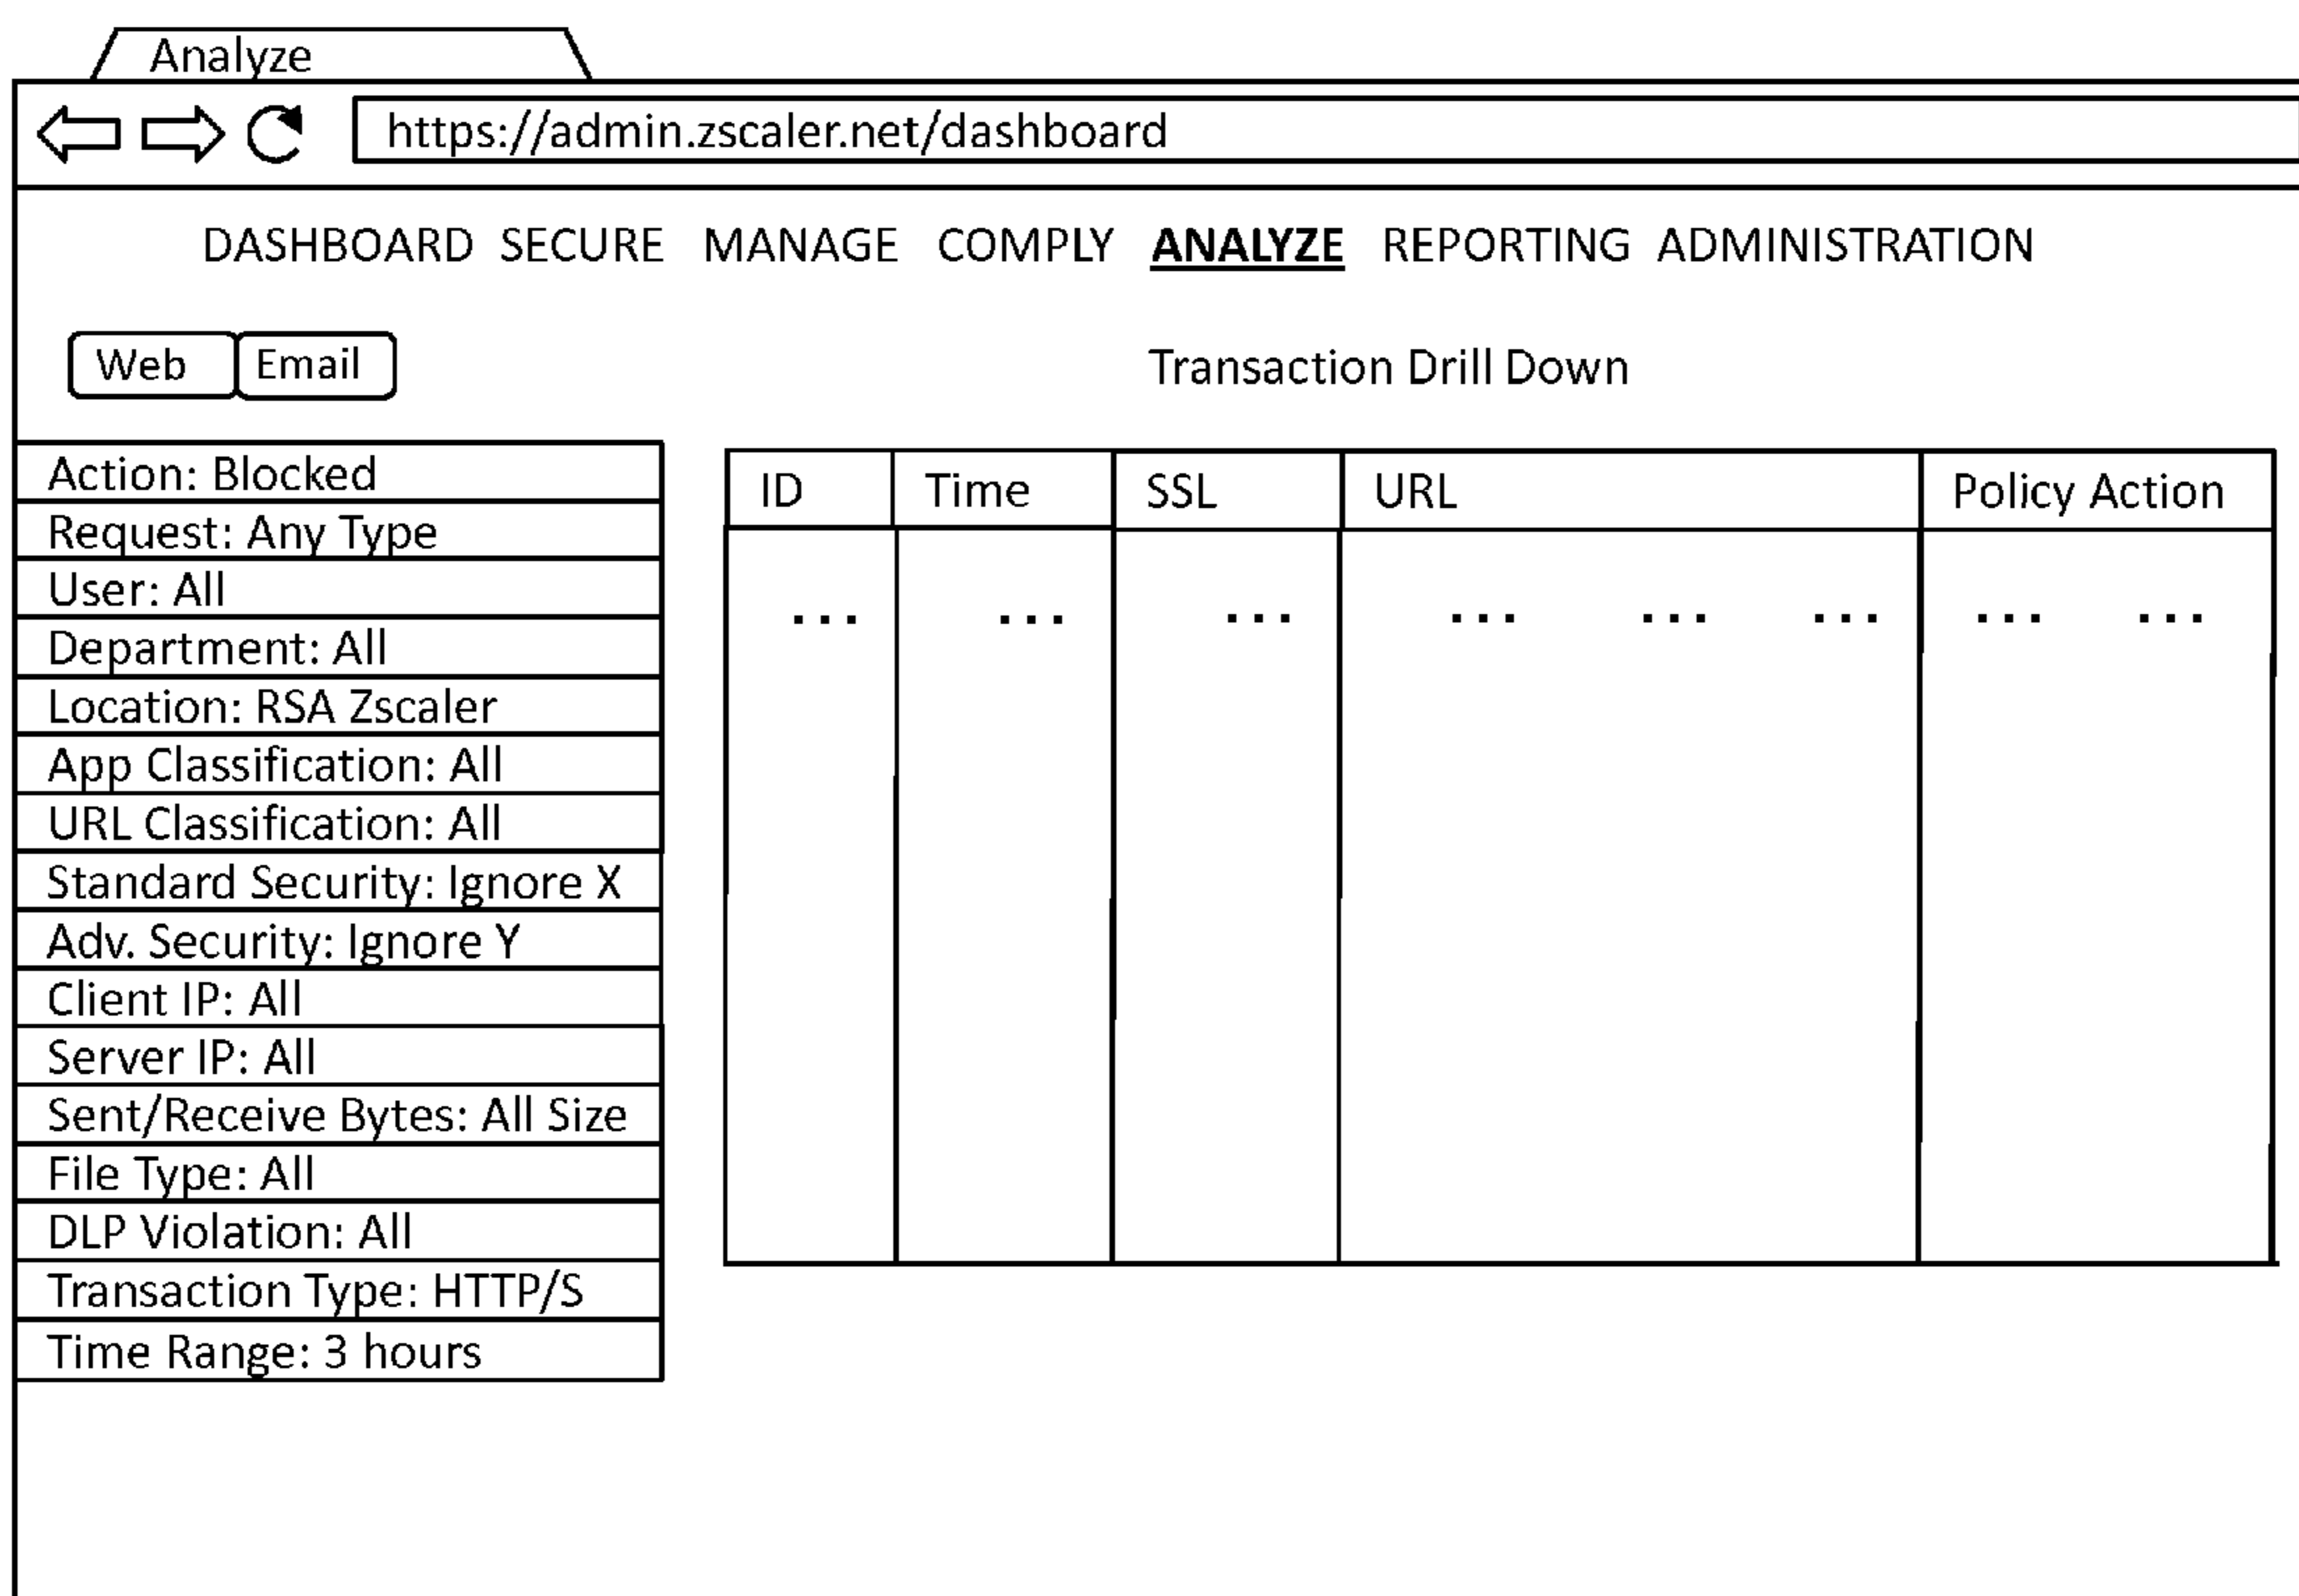 Analyze
https://admin.zscaler.net/dashboard
DASHBOARD SECURE MANAGE COMPLY ANALYZE REPORTING ADMINISTRATION
Web Email Transaction Drill Down
Action: Blocked
Request: Any Type
User: All
Department: All
Location: RSA Zscaler
App Classification: All
URL Classification: All
Standard Security: Ignore X
Adv. Security: Ignore Y
Client IP: All
Server IP: All
Sent/Receive Bytes: All Size
File Type: All
DLP Violation: All
Transaction Type: HTTP/S
Time Range: 3 hours
ID Time SSL URL Policy Action
... ... ... ... ... ... ... ...